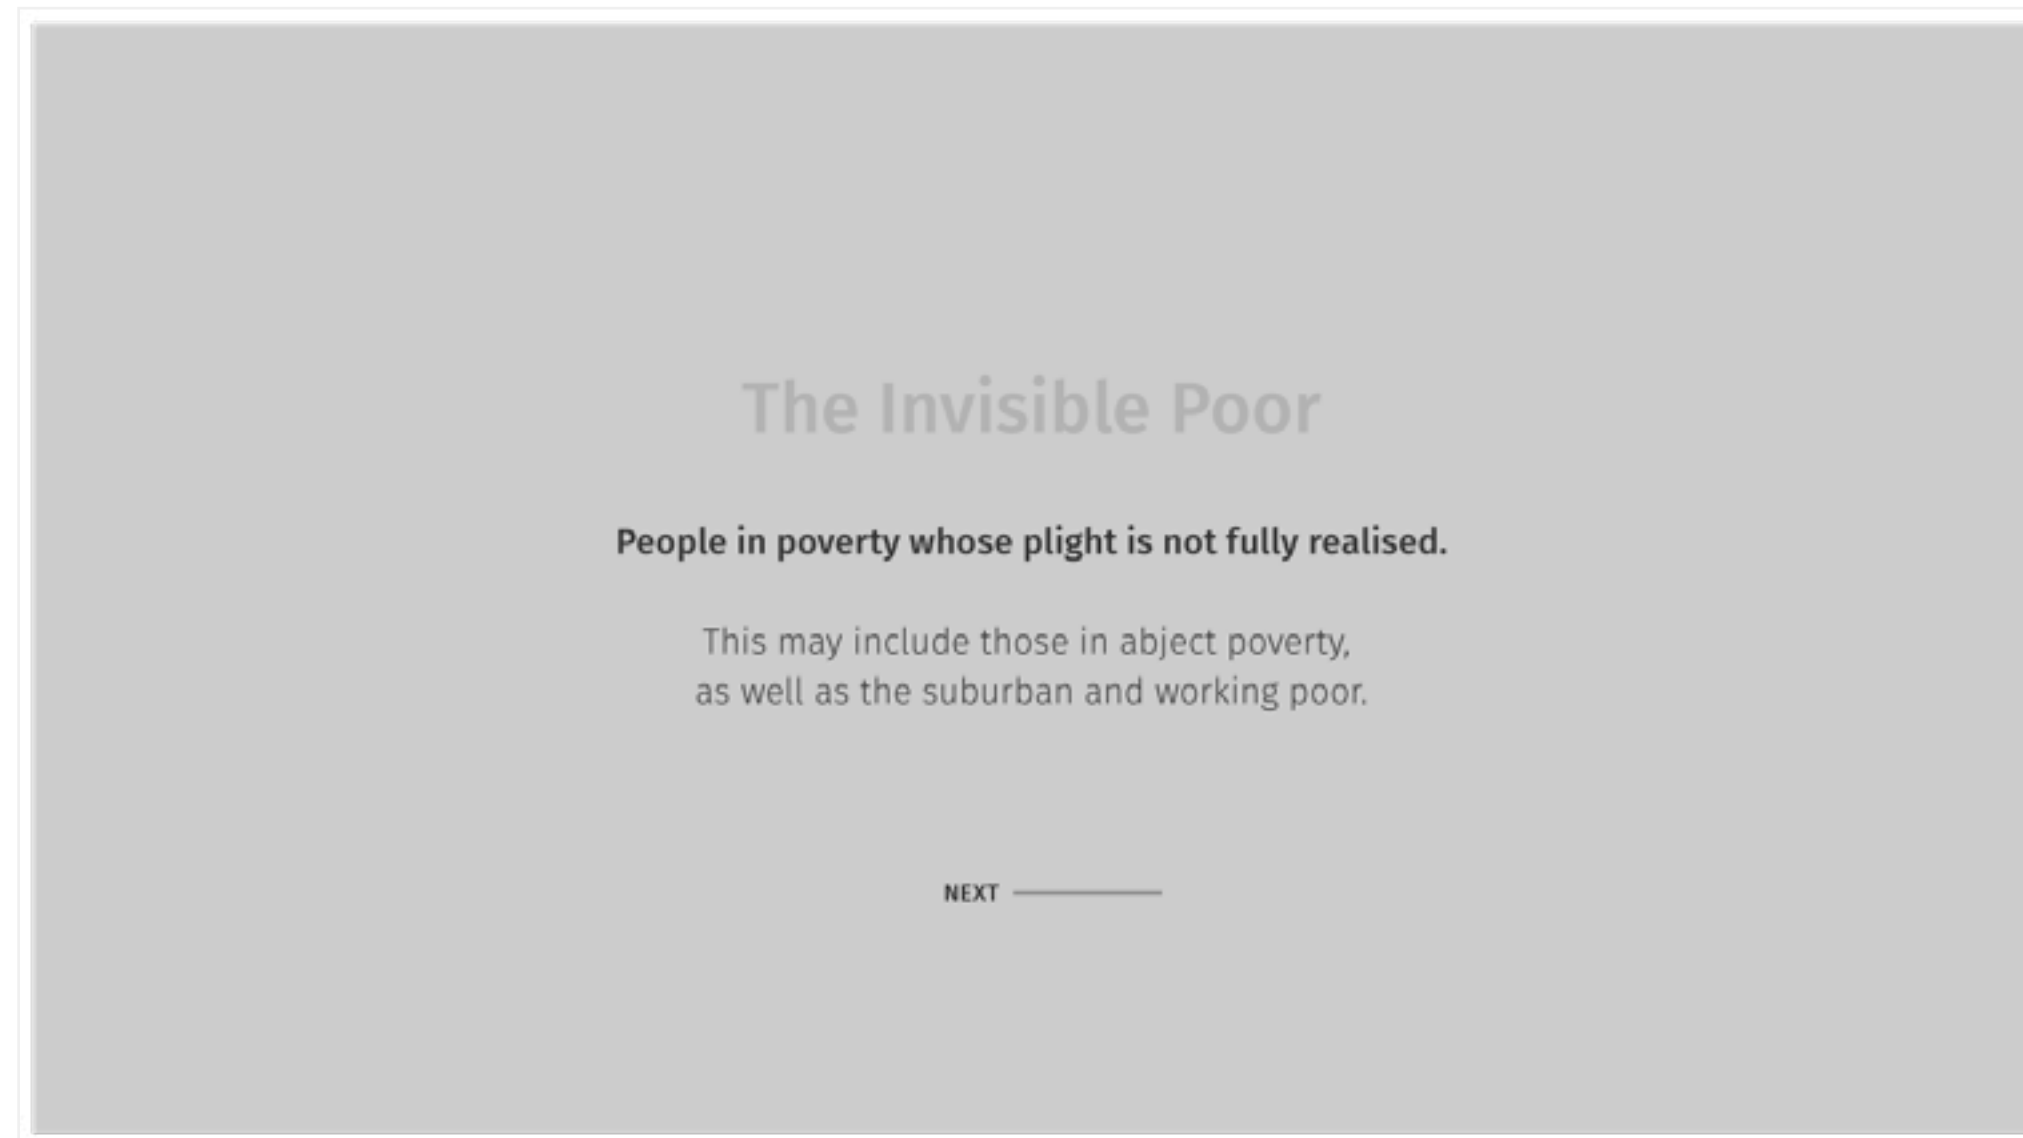 The Invisible Poor
People in poverty whose plight is not fully realised.
This may include those in abject poverty,
as well as the suburban and working poor.
NEXT